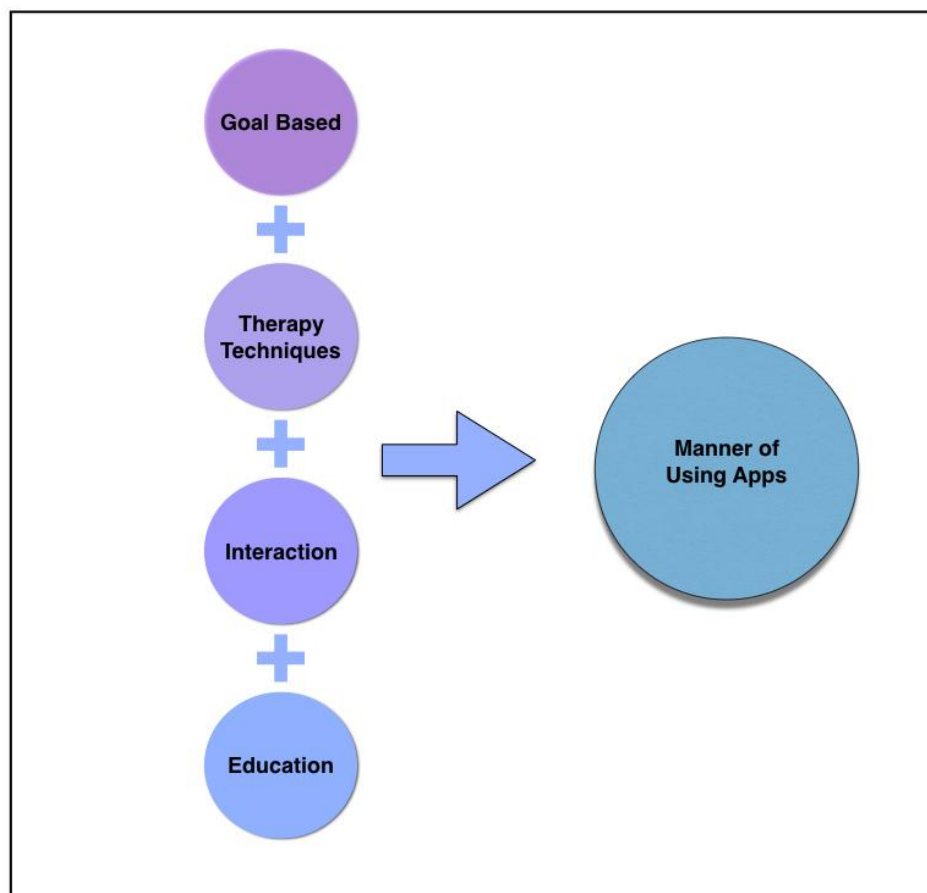 Goal Based
Therapy
Techniques
Interaction
Education
Manner of
Using Apps